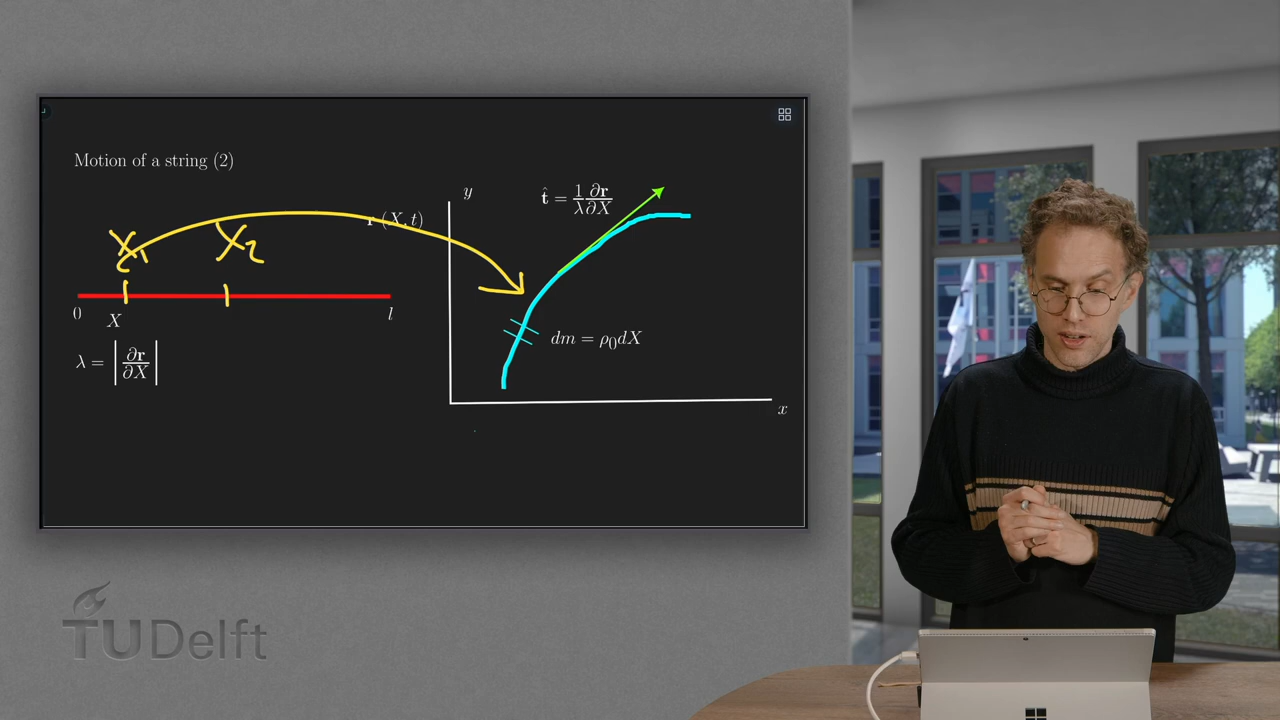 Motion of a string (2)
y
t̂ = 1/λ ∂r/∂X
r (X, t)
X₁
X₂
0
X
l
dm = ρ₀dX
λ = |∂r/∂X|
x
TUDelft